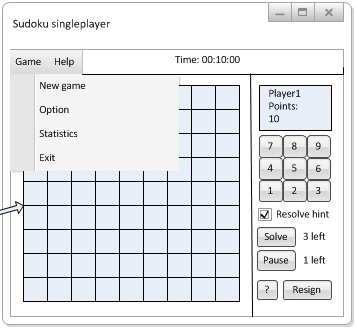 Sudoku singleplayer
Game Help Time: 00:10:00
New game
Option
Statistics
Exit
Player1
Points:
10
7 8 9
4 5 6
1 2 3
Resolve hint
Solve 3 left
Pause 1 left
? Resign